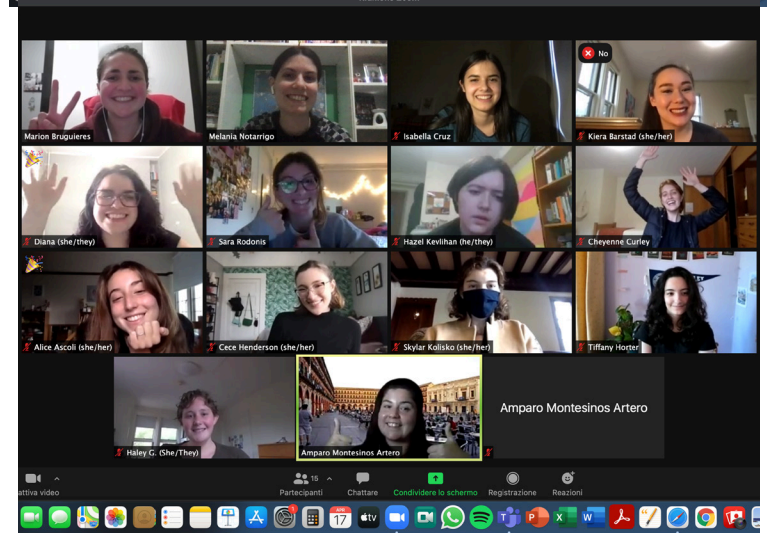 No
Marion Bruguieres
Melania Notarrigo
Isabella Cruz
Kiera Barstad (she/her)
Diana (she/they)
Sara Rodonis
Hazel Kevlihan (he/they)
Cheyenne Curley
Alice Ascoli (she/her)
Cece Henderson (she/her)
Skylar Kolisko (she/her)
Tiffany Horter
Haley G. (She/They)
Amparo Montesinos Artero
Amparo Montesinos Artero
attiva video
15
Partecipanti
Chattare
Condividere lo schermo
Registrazione
Reazioni
APR
17
tv